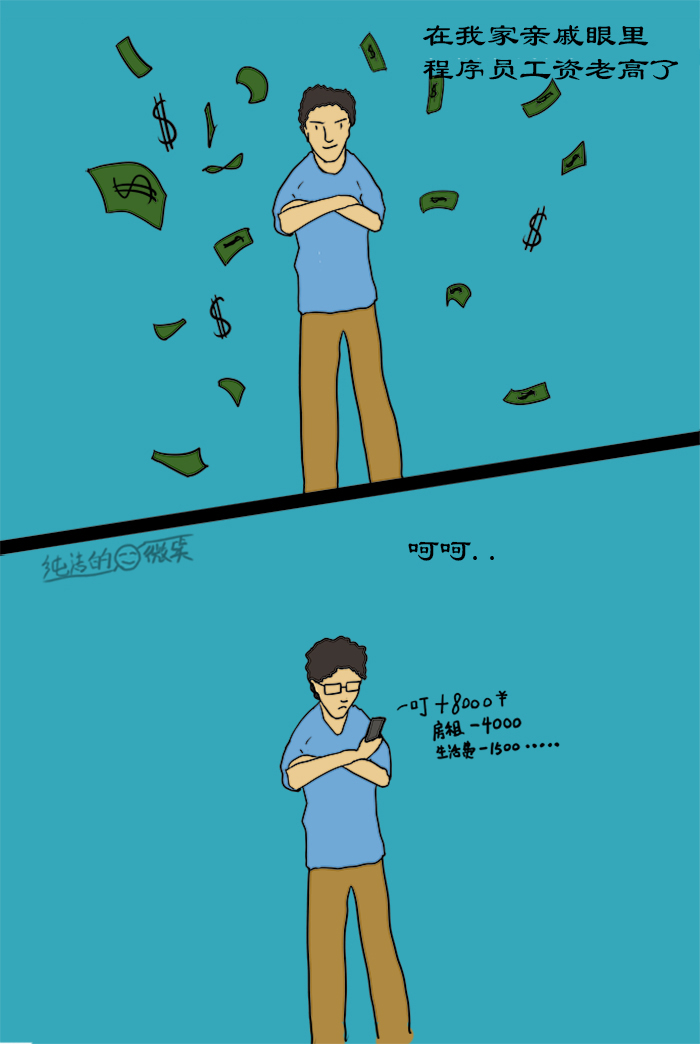 在我家亲戚眼里
程序员工资老高了
$
$
$
$
纯洁的微笑
呵呵..
叮 +8000¥
房租 -4000
生活费 -1500 ......